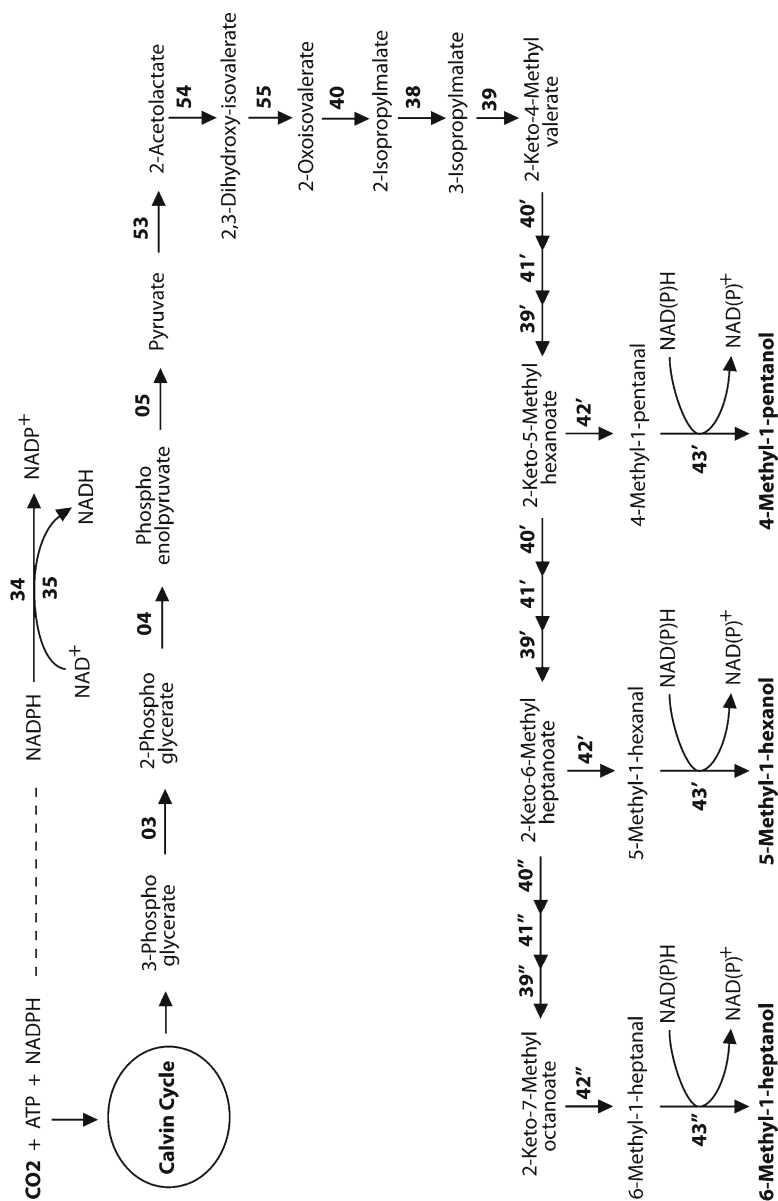 CO2 + ATP + NADPH
NADPH
34
NADP+
35
NAD+
NADH
Calvin Cycle
3-Phospho
glycerate
03
2-Phospho
glycerate
04
Phospho
enolpyruvate
05
Pyruvate
53
2-Acetolactate
54
2,3-Dihydroxy-isovalerate
55
2-Oxoisovalerate
40
2-Isopropylmalate
38
3-Isopropylmalate
39
2-Keto-4-Methyl
valerate
40′
41′
39′
2-Keto-5-Methyl
hexanoate
42′
4-Methyl-1-pentanal
NAD(P)H
43′
NAD(P)+
4-Methyl-1-pentanol
40′
41′
39′
2-Keto-6-Methyl
heptanoate
42′
5-Methyl-1-hexanal
NAD(P)H
43′
NAD(P)+
5-Methyl-1-hexanol
40″
41″
39″
2-Keto-7-Methyl
octanoate
42″
6-Methyl-1-heptanal
NAD(P)H
43″
NAD(P)+
6-Methyl-1-heptanol